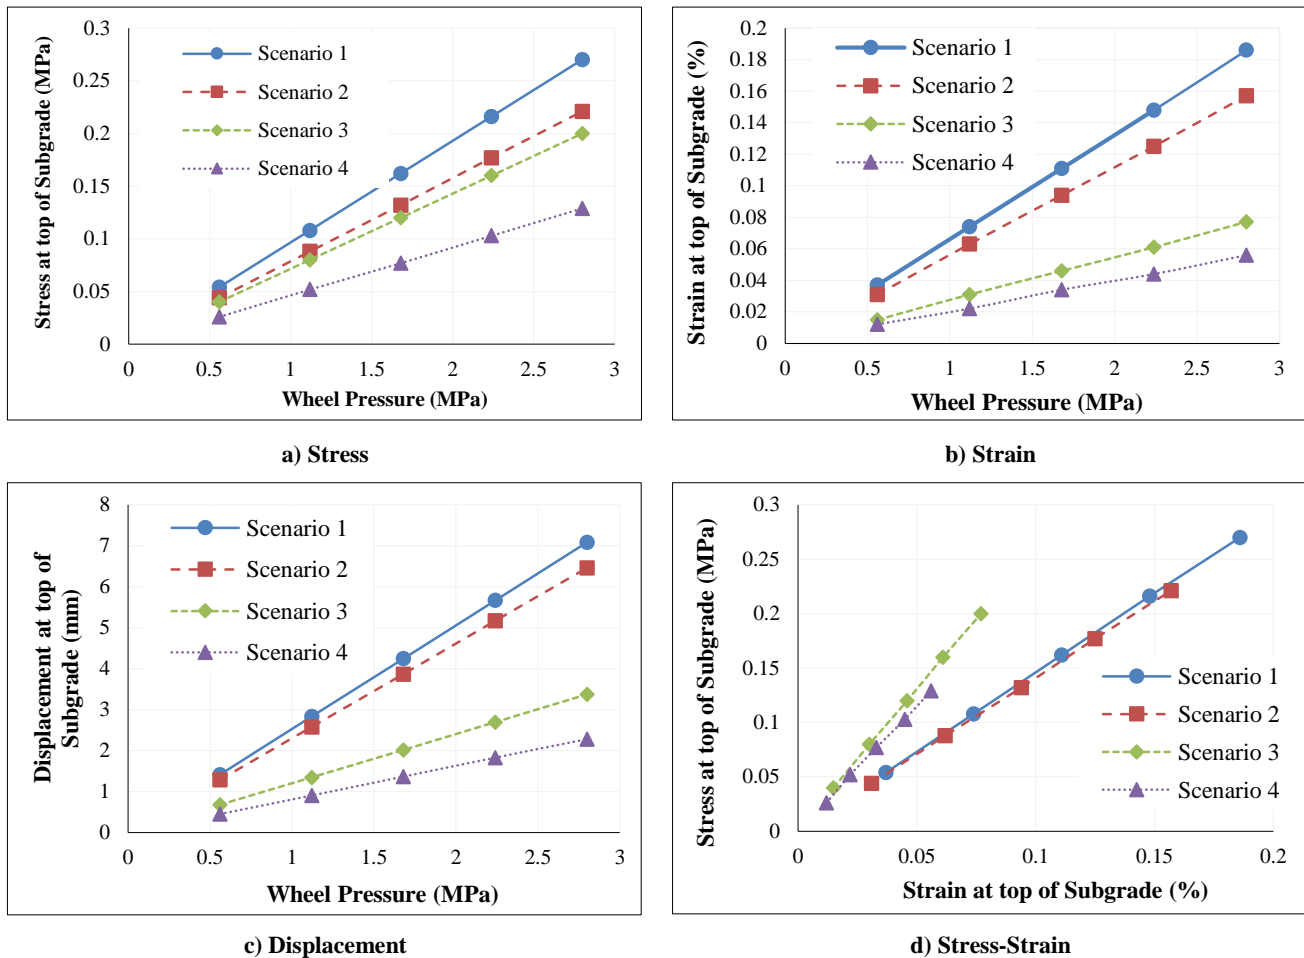 0.3
0.25
0.2
0.15
0.1
0.05
0
Stress at top of Subgrade (MPa)
Scenario 1
Scenario 2
Scenario 3
Scenario 4
0 0.5 1 1.5 2 2.5 3
Wheel Pressure (MPa)
a) Stress
0.2
0.18
0.16
0.14
0.12
0.1
0.08
0.06
0.04
0.02
0
Strain at top of Subgrade (%)
Scenario 1
Scenario 2
Scenario 3
Scenario 4
0 0.5 1 1.5 2 2.5 3
Wheel Pressure (MPa)
b) Strain
8
7
6
5
4
3
2
1
0
Displacement at top of
Subgrade (mm)
Scenario 1
Scenario 2
Scenario 3
Scenario 4
0 0.5 1 1.5 2 2.5 3
Wheel Pressure (MPa)
c) Displacement
0.3
0.25
0.2
0.15
0.1
0.05
0
Stress at top of Subgrade (MPa)
Scenario 1
Scenario 2
Scenario 3
Scenario 4
0 0.05 0.1 0.15 0.2
Strain at top of Subgrade (%)
d) Stress-Strain